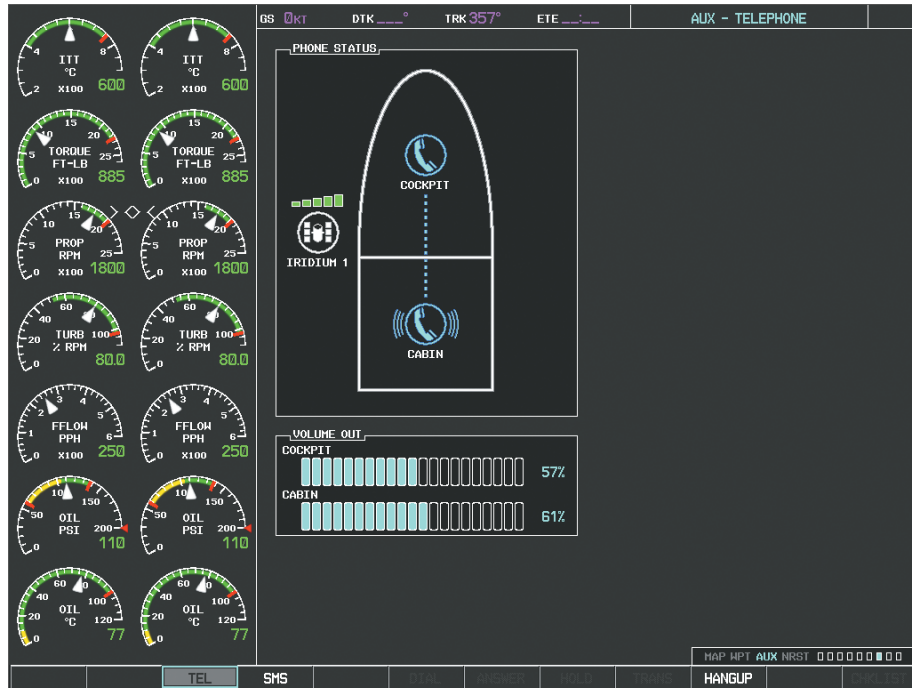 GS 0KT DTK ___° TRK 357° ETE __:__ AUX - TELEPHONE
4 8 ITT °C 2 X100 600
4 8 ITT °C 2 X100 600
0 5 10 15 20 25 TORQUE FT-LB X100 885
0 5 10 15 20 25 TORQUE FT-LB X100 885
0 5 10 15 20 25 PROP RPM X100 1800
0 5 10 15 20 25 PROP RPM X100 1800
0 20 40 60 100 TURB % RPM 80.0
0 20 40 60 100 TURB % RPM 80.0
0 1 2 3 4 5 6 FFLOW PPH X100 250
0 1 2 3 4 5 6 FFLOW PPH X100 250
0 50 150 200 OIL PSI 110
0 50 150 200 OIL PSI 110
0 20 40 60 100 120 OIL °C 77
0 20 40 60 100 120 OIL °C 77
PHONE STATUS
COCKPIT
IRIDIUM 1
CABIN
VOLUME OUT
COCKPIT
57%
CABIN
61%
MAP WPT AUX NRST
TEL SMS DIAL ANSWER HOLD TRANS HANGUP CHKLIST